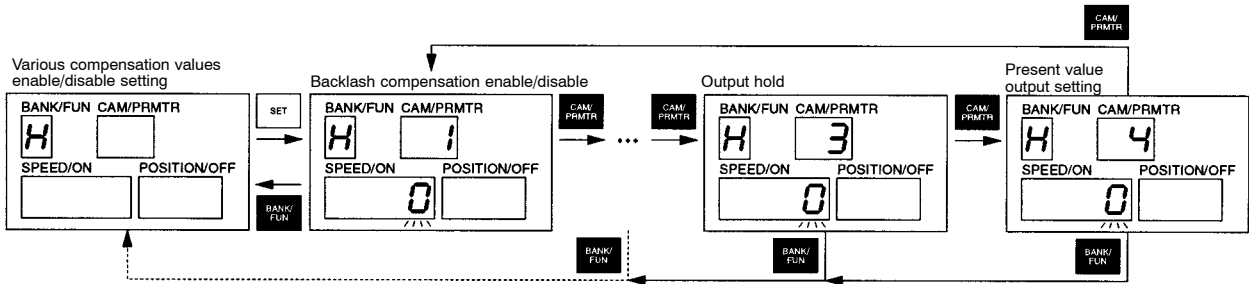 CAM/
PRMTR
Various compensation values
enable/disable setting
Backlash compensation enable/disable
Output hold
Present value
output setting
BANK/FUN CAM/PRMTR
H
SPEED/ON POSITION/OFF
SET
BANK/
FUN
BANK/FUN CAM/PRMTR
H 1
SPEED/ON POSITION/OFF
0
CAM/
PRMTR
...
CAM/
PRMTR
BANK/FUN CAM/PRMTR
H 3
SPEED/ON POSITION/OFF
0
CAM/
PRMTR
BANK/FUN CAM/PRMTR
H 4
SPEED/ON POSITION/OFF
0
BANK/
FUN
BANK/
FUN
BANK/
FUN